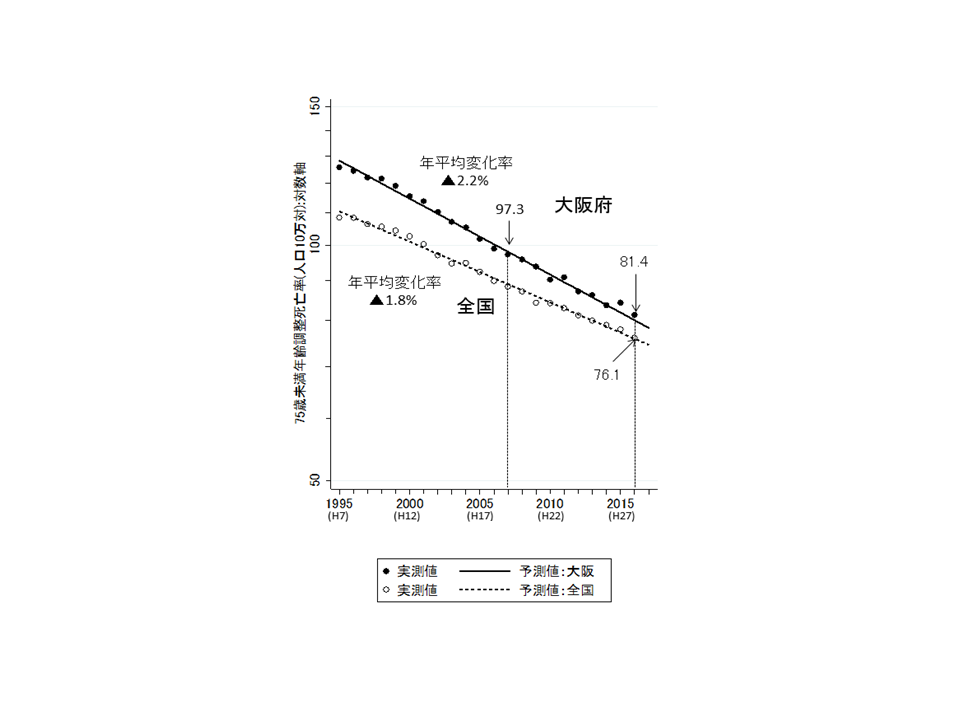 75歳未満年齢調整死亡率(人口10万対):対数軸
150
100
50
年平均変化率
▲2.2%
97.3
大阪府
81.4
年平均変化率
▲1.8%
全国
76.1
1995 2000 2005 2010 2015
(H7) (H12) (H17) (H22) (H27)
実測値 予測値:大阪
実測値 予測値:全国